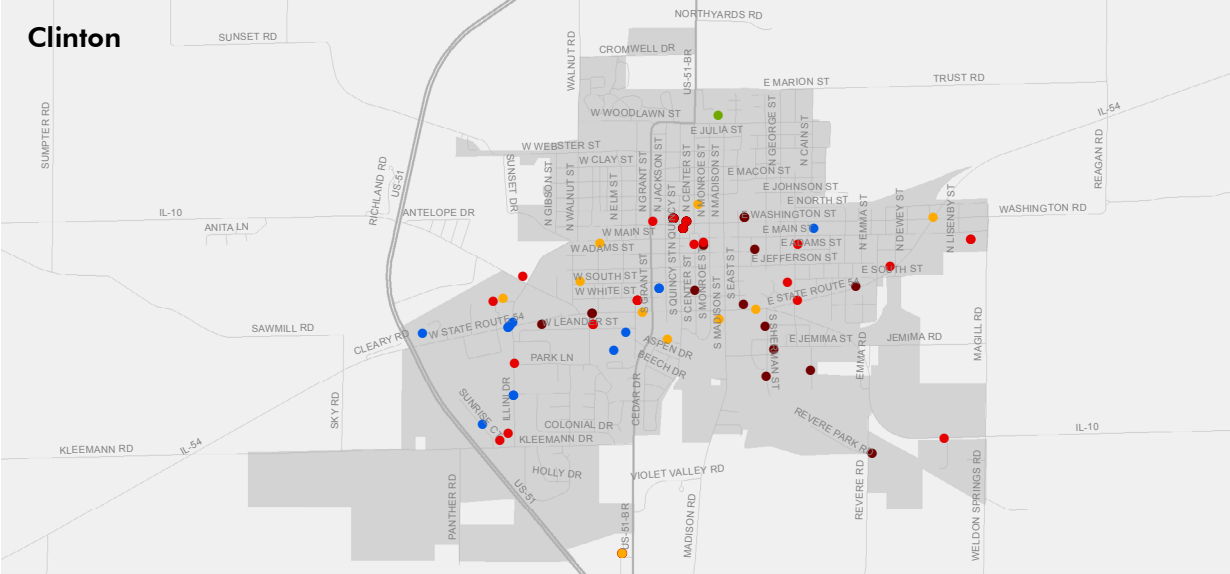 Clinton
NORTHYARDS RD
SUNSET RD
CROMWELL DR
WALNUT RD
US-51-BR
E MARION ST
TRUST RD
IL-54
SUMPTER RD
W WOODLAWN ST
E JULIA ST
N GEORGE ST
N CAIN ST
REAGAN RD
W WEBSTER ST
W CLAY ST
RICHLAND RD
US-51
SUNSET DR
N GIBSON ST
N WALNUT ST
N ELM ST
N GRANT ST
N JACKSON ST
N QUINCY ST
N CENTER ST
N MONROE ST
N MADISON ST
E MACON ST
E JOHNSON ST
E NORTH ST
E WASHINGTON ST
WASHINGTON RD
IL-10
ANITA LN
ANTELOPE DR
W MAIN ST
E MAIN ST
W ADAMS ST
E ADAMS ST
E JEFFERSON ST
N EMMA ST
N DEWEY ST
N LISENBY ST
W SOUTH ST
E SOUTH ST
W WHITE ST
E STATE ROUTE 54
S GRANT ST
S QUINCY ST
S CENTER ST
S MONROE ST
S MADISON ST
S EAST ST
SAWMILL RD
CLEARY RD
W STATE ROUTE 54
W LEANDER ST
ASPEN DR
BEECH DR
E JEMIMA ST
JEMIMA RD
S SHERMAN ST
EMMA RD
MAGILL RD
PARK LN
SKY RD
SUNRISE CT
ILLINI DR
CEDAR DR
COLONIAL DR
KLEEMANN DR
REVERE PARK RD
IL-10
KLEEMANN RD
IL-54
HOLLY DR
VIOLET VALLEY RD
PANTHER RD
US-51
US-51-BR
MADISON RD
REVERE RD
WELDON SPRINGS RD